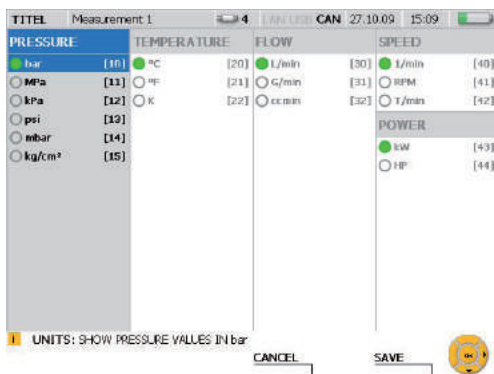 TITEL Measurement 1 4 LAN USB CAN 27.10.09 15:09
PRESSURE TEMPERATURE FLOW SPEED
bar [10] °C [20] L/min [30] 1/min [40]
MPa [11] °F [21] G/min [31] RPM [41]
kPa [12] K [22] ccmin [32] T/min [42]
psi [13] POWER
mbar [14] kW [43]
kg/cm² [15] HP [44]
UNITS: SHOW PRESSURE VALUES IN bar
CANCEL SAVE
OK